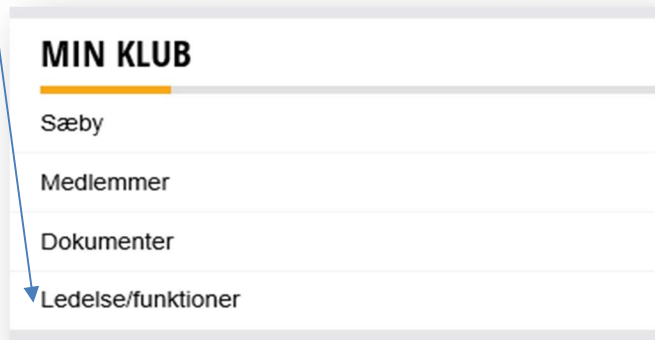 MIN KLUB
Sæby
Medlemmer
Dokumenter
Ledelse/funktioner